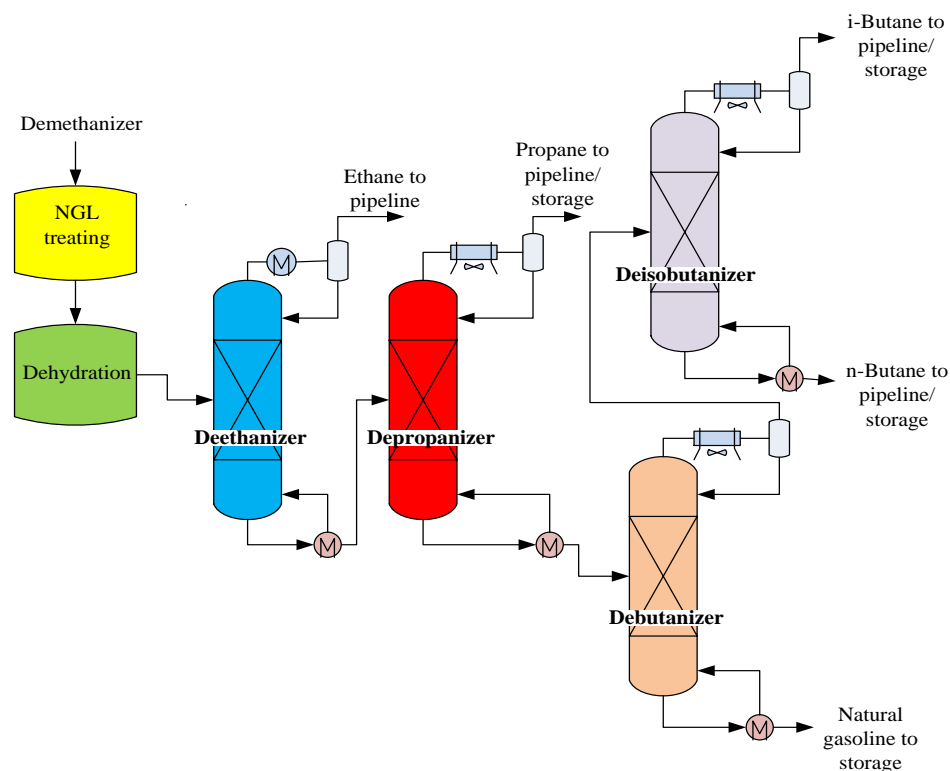 Demethanizer
NGL
treating
Dehydration
Ethane to
pipeline
Deethanizer
M
M
Propane to
pipeline/
storage
Depropanizer
M
i-Butane to
pipeline/
storage
Deisobutanizer
M
n-Butane to
pipeline/
storage
Debutanizer
M
Natural
gasoline to
storage